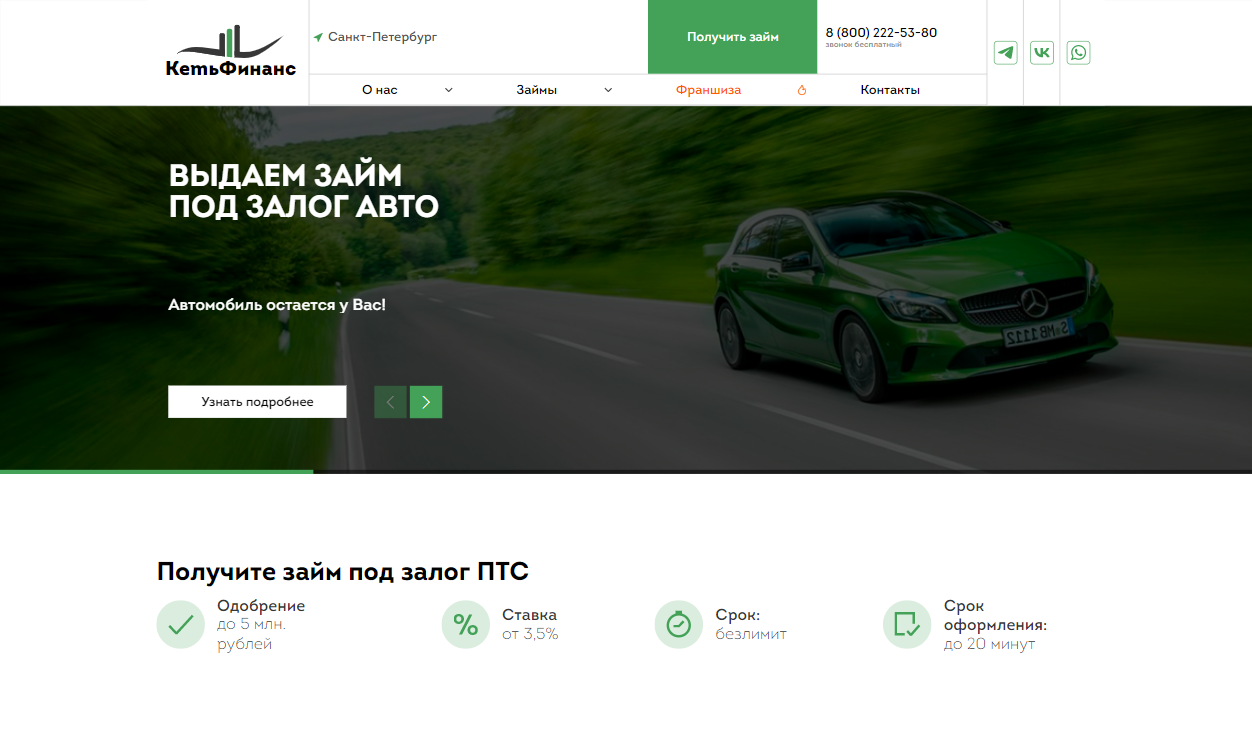 КетьФинанс
Санкт-Петербург
Получить займ
8 (800) 222-53-80
звонок бесплатный
О нас
Займы
Франшиза
Контакты
ВЫДАЕМ ЗАЙМ
ПОД ЗАЛОГ АВТО
Автомобиль остается у Вас!
Узнать подробнее
Получите займ под залог ПТС
Одобрение
до 5 млн.
рублей
Ставка
от 3,5%
Срок:
безлимит
Срок
оформления:
до 20 минут